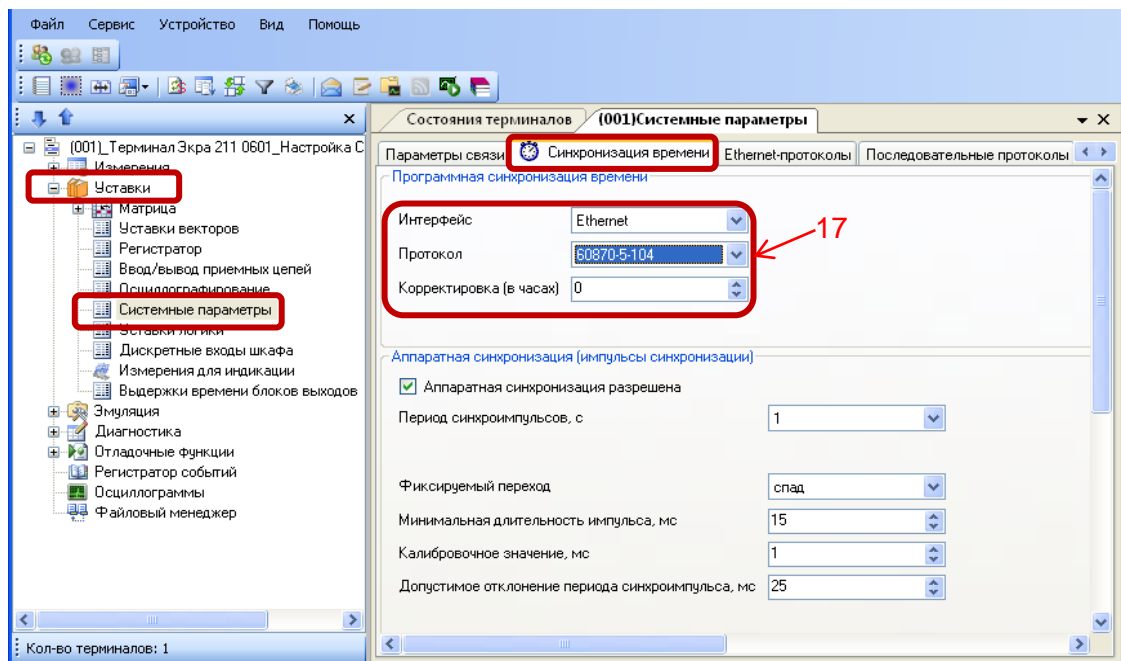 Файл Сервис Устройство Вид Помощь
Состояния терминалов (001)Системные параметры
(001)_Терминал Экра 211 0601_Настройка С
Измерения
Уставки
Матрица
Уставки векторов
Регистратор
Ввод/вывод приемных цепей
Осциллографирование
Системные параметры
Уставки логики
Дискретные входы шкафа
Измерения для индикации
Выдержки времени блоков выходов
Эмуляция
Диагностика
Отладочные функции
Регистратор событий
Осциллограммы
Файловый менеджер
Кол-во терминалов: 1
Параметры связи Синхронизация времени Ethernet-протоколы Последовательные протоколы
Программная синхронизация времени
Интерфейс Ethernet
17
Протокол 60870-5-104
Корректировка (в часах) 0
Аппаратная синхронизация (импульсы синхронизации)
Аппаратная синхронизация разрешена
Период синхроимпульсов, с 1
Фиксируемый переход спад
Минимальная длительность импульса, мс 15
Калибровочное значение, мс 1
Допустимое отклонение периода синхроимпульса, мс 25